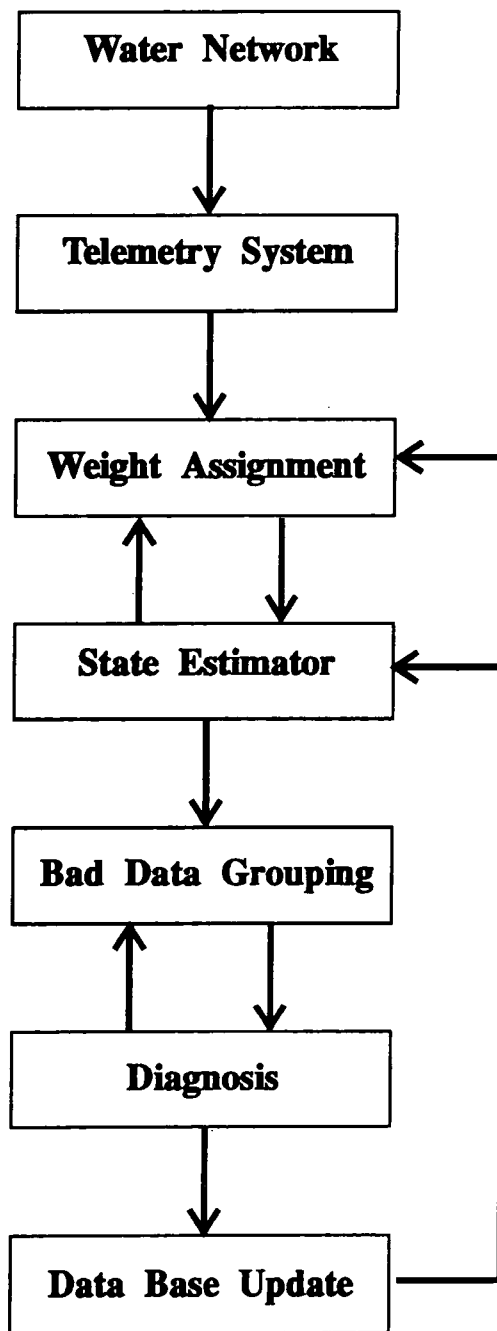 Water Network
Telemetry System
Weight Assignment
State Estimator
Bad Data Grouping
Diagnosis
Data Base Update